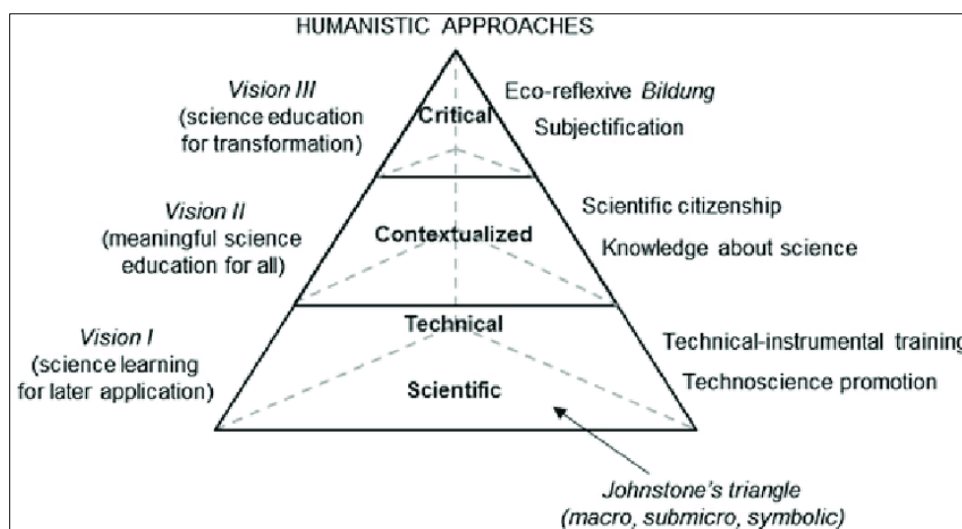 HUMANISTIC APPROACHES
Vision III
(science education
for transformation)
Critical
Eco-reflexive Bildung
Subjectification
Vision II
(meaningful science
education for all)
Contextualized
Scientific citizenship
Knowledge about science
Vision I
(science learning
for later application)
Technical
Scientific
Technical-instrumental training
Technoscience promotion
Johnstone's triangle
(macro, submicro, symbolic)